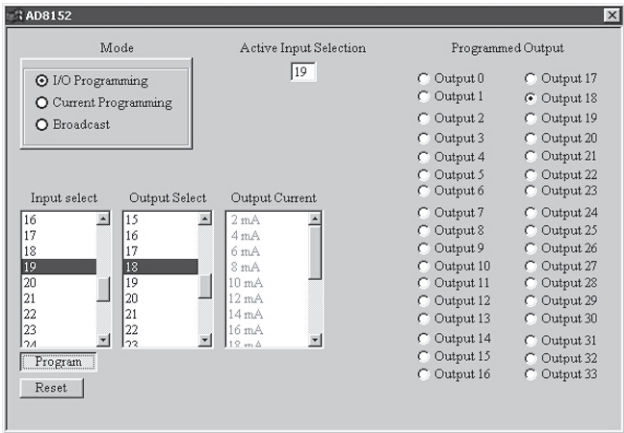 AD8152
Mode
I/O Programming
Current Programming
Broadcast
Active Input Selection
19
Input select
16
17
18
19
20
21
22
23
24
Output Select
15
16
17
18
19
20
21
22
23
Output Current
2 mA
4 mA
6 mA
8 mA
10 mA
12 mA
14 mA
16 mA
18 mA
Program
Reset
Programmed Output
Output 0
Output 1
Output 2
Output 3
Output 4
Output 5
Output 6
Output 7
Output 8
Output 9
Output 10
Output 11
Output 12
Output 13
Output 14
Output 15
Output 16
Output 17
Output 18
Output 19
Output 20
Output 21
Output 22
Output 23
Output 24
Output 25
Output 26
Output 27
Output 28
Output 29
Output 30
Output 31
Output 32
Output 33